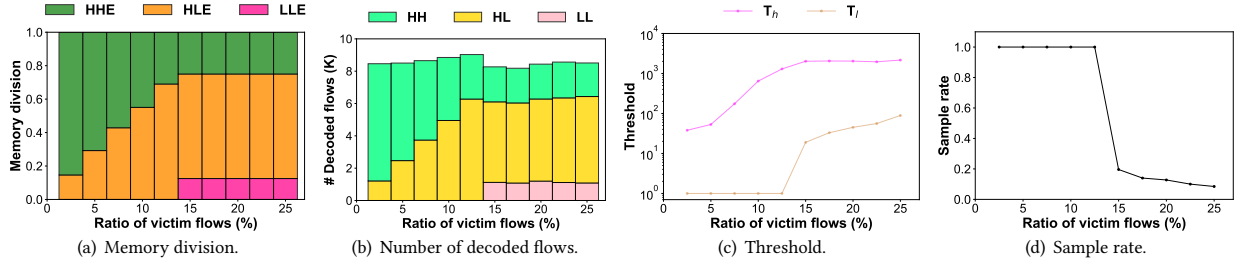 HHE HLE LLE
Memory division
1.0
0.8
0.6
0.4
0.2
0.0
0 5 10 15 20 25
Ratio of victim flows (%)
(a) Memory division.
HH HL LL
# Decoded flows (K)
10
8
6
4
2
0
0 5 10 15 20 25
Ratio of victim flows (%)
(b) Number of decoded flows.
T_h T_l
Threshold
10^4
10^3
10^2
10^1
10^0
0 5 10 15 20 25
Ratio of victim flows (%)
(c) Threshold.
Sample rate
1.0
0.8
0.6
0.4
0.2
0.0
0 5 10 15 20 25
Ratio of victim flows (%)
(d) Sample rate.